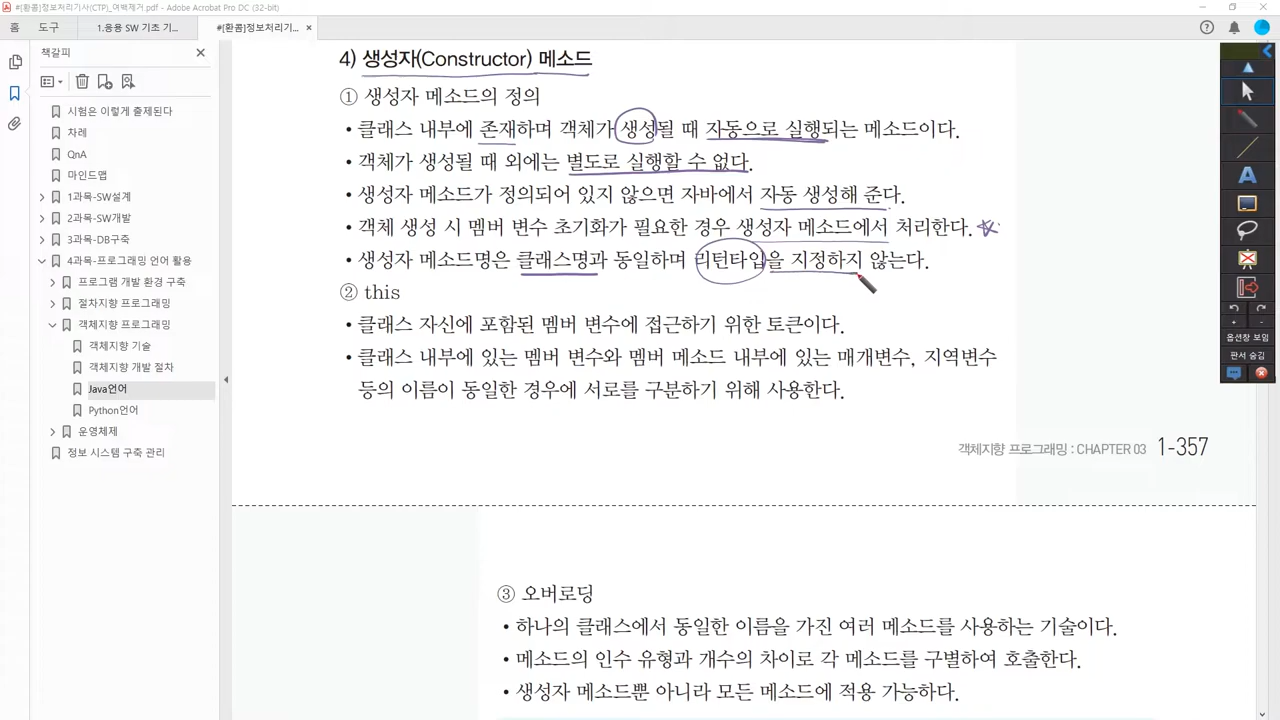 #[환콤]정보처리기사(CTP)_여백제거.pdf - Adobe Acrobat Pro DC (32-bit)
홈 도구 1.응용 SW 기초 기... #[환콤]정보처리기... ×
책갈피
시험은 이렇게 출제된다
차례
QnA
마인드맵
1과목-SW설계
2과목-SW개발
3과목-DB구축
4과목-프로그래밍 언어 활용
프로그램 개발 환경 구축
절차지향 프로그래밍
객체지향 프로그래밍
객체지향 기술
객체지향 개발 절차
Java언어
Python언어
운영체제
정보 시스템 구축 관리
4) 생성자(Constructor) 메소드
① 생성자 메소드의 정의
• 클래스 내부에 존재하며 객체가 생성될 때 자동으로 실행되는 메소드이다.
• 객체가 생성될 때 외에는 별도로 실행할 수 없다.
• 생성자 메소드가 정의되어 있지 않으면 자바에서 자동 생성해 준다.
• 객체 생성 시 멤버 변수 초기화가 필요한 경우 생성자 메소드에서 처리한다.
• 생성자 메소드명은 클래스명과 동일하며 리턴타입을 지정하지 않는다.
② this
• 클래스 자신에 포함된 멤버 변수에 접근하기 위한 토큰이다.
• 클래스 내부에 있는 멤버 변수와 멤버 메소드 내부에 있는 매개변수, 지역변수
등의 이름이 동일한 경우에 서로를 구분하기 위해 사용한다.
객체지향 프로그래밍 : CHAPTER 03 1-357
③ 오버로딩
• 하나의 클래스에서 동일한 이름을 가진 여러 메소드를 사용하는 기술이다.
• 메소드의 인수 유형과 개수의 차이로 각 메소드를 구별하여 호출한다.
• 생성자 메소드뿐 아니라 모든 메소드에 적용 가능하다.
A
옵션창 보임
판서 숨김